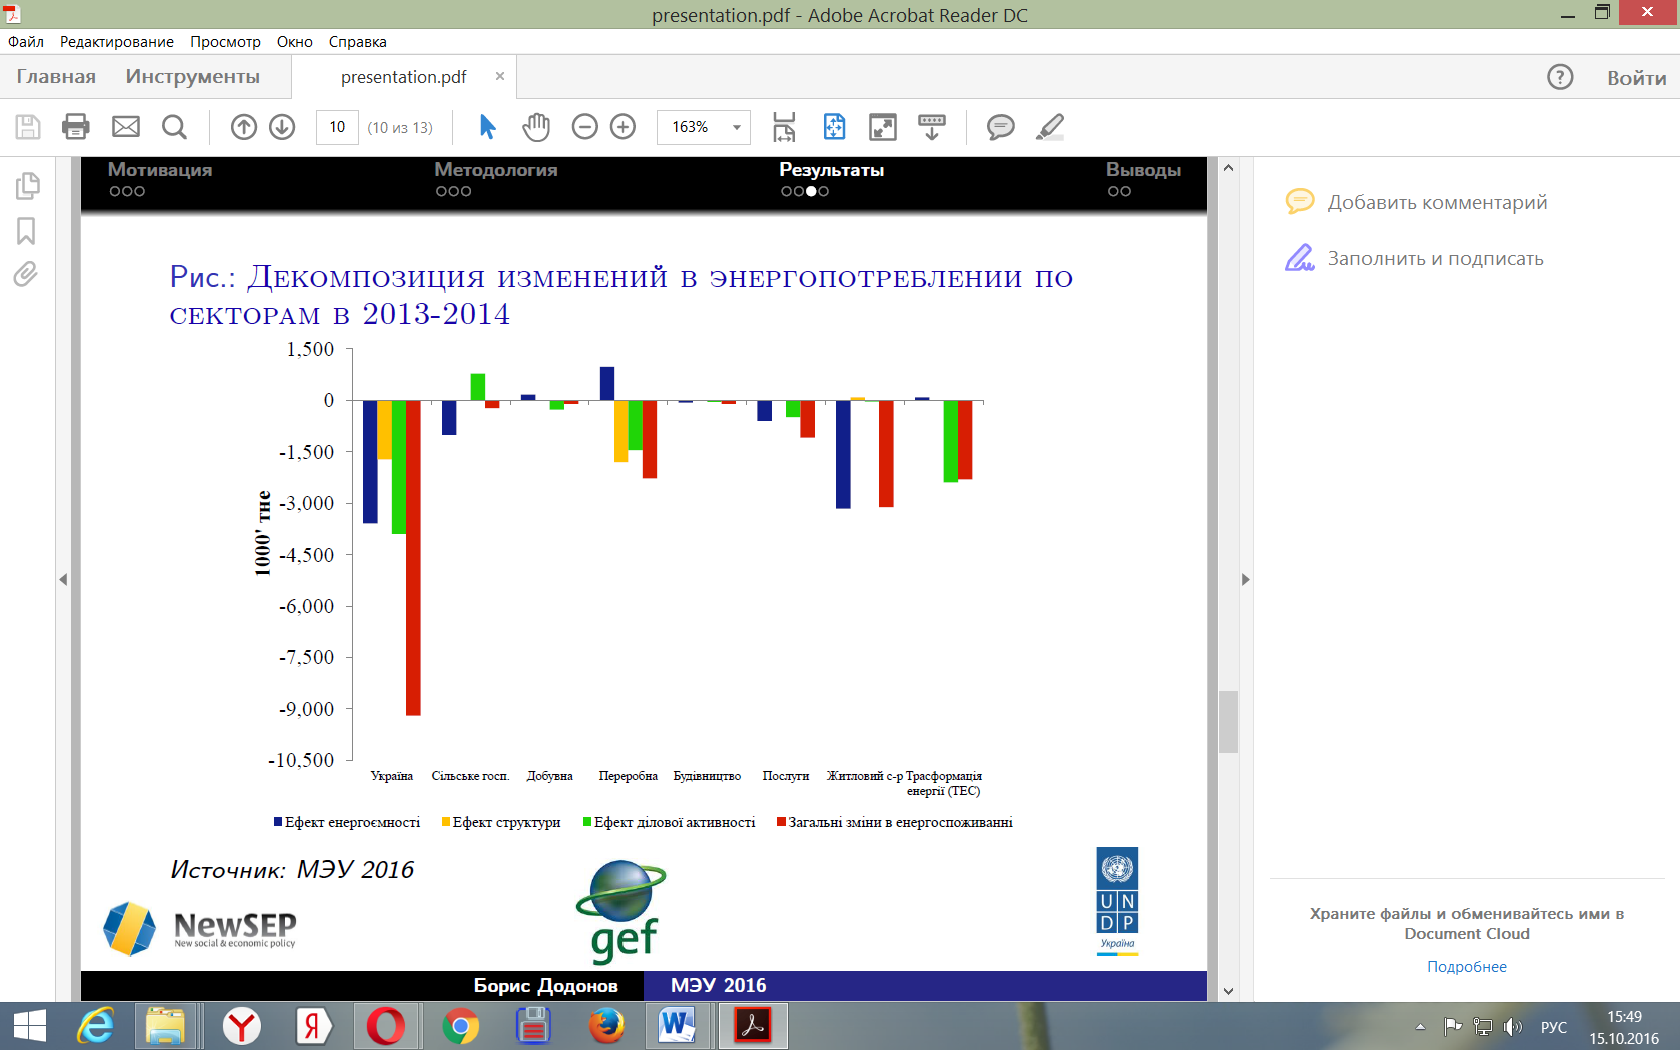 presentation.pdf - Adobe Acrobat Reader DC
Файл Редактирование Просмотр Окно Справка
Главная Инструменты presentation.pdf × Войти
10 (10 из 13) 163%
Мотивация Методология Результаты Выводы
Добавить комментарий
Заполнить и подписать
Рис.: Декомпозиция изменений в энергопотреблении по
секторам в 2013-2014
1,500
0
-1,500
-3,000
-4,500
-6,000
-7,500
-9,000
-10,500
1000' тне
Україна Сільське госп. Добувна Переробна Будівництво Послуги Житловий с-р Трасформація
енергії (ТЕС)
Ефект енергоємності Ефект структури Ефект ділової активності Загальні зміни в енергоспоживанні
Источник: МЭУ 2016
NewSEP
New social & economic policy
gef
U N
D P
Україна
Храните файлы и обменивайтесь ими в
Document Cloud
Подробнее
Борис Додонов МЭУ 2016
РУС
15:49
15.10.2016